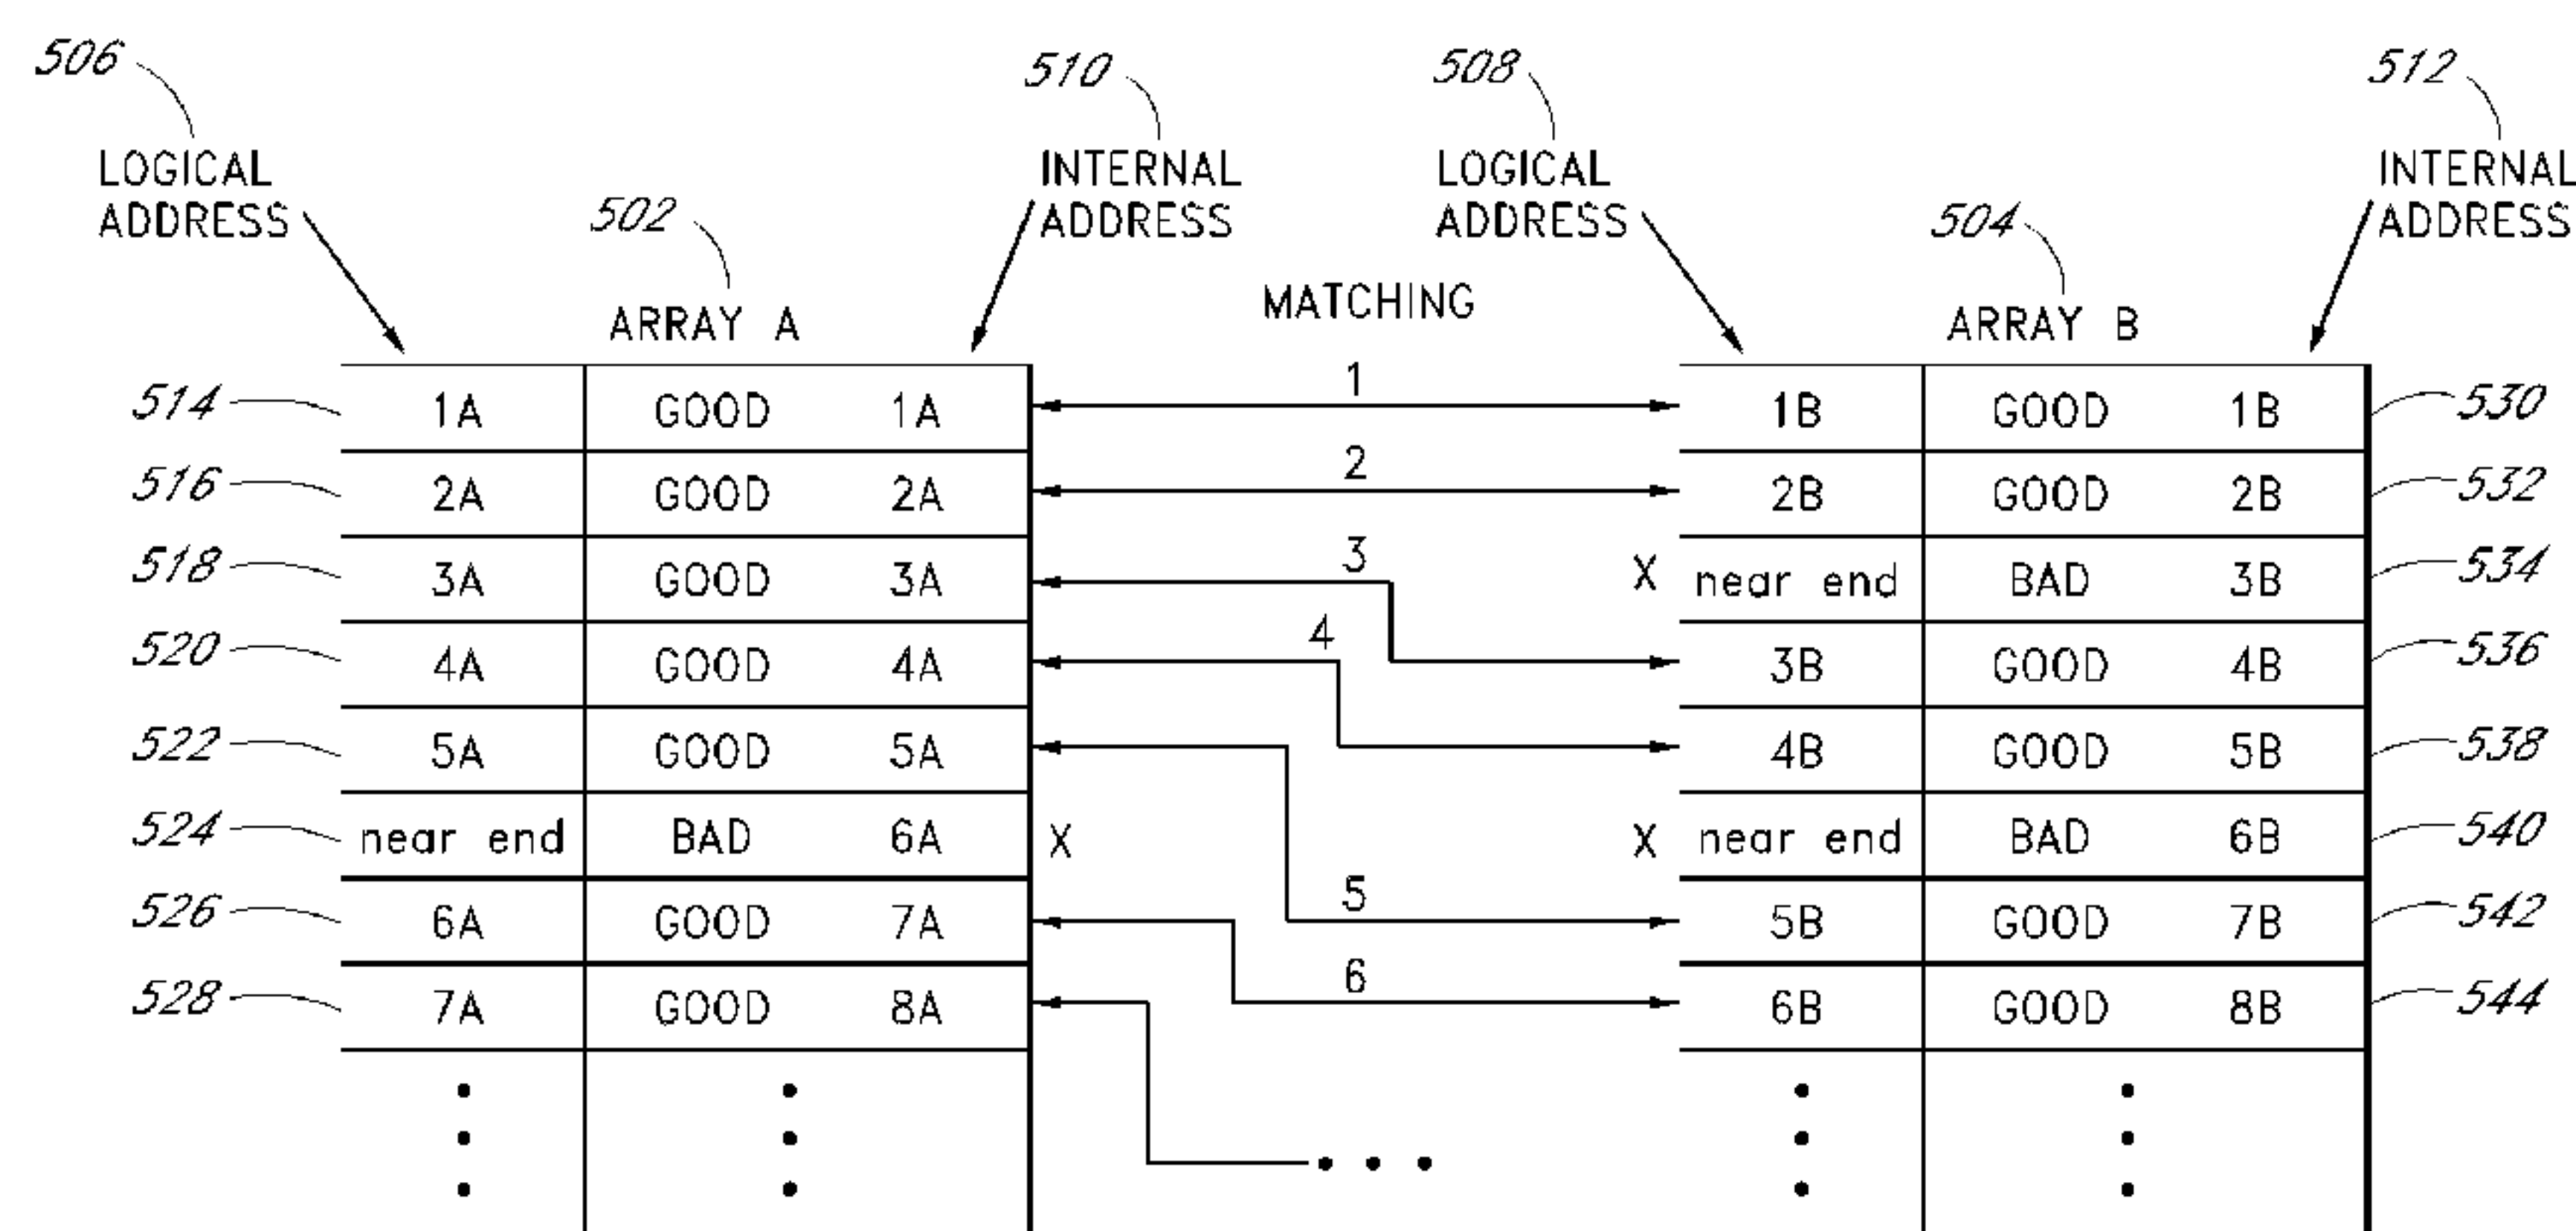 506
510
508
512
LOGICAL
ADDRESS
INTERNAL
ADDRESS
LOGICAL
ADDRESS
INTERNAL
ADDRESS
502
504
MATCHING
ARRAY A
ARRAY B
514 1A GOOD 1A 1 1B GOOD 1B 530
516 2A GOOD 2A 2 2B GOOD 2B 532
518 3A GOOD 3A 3 X near end BAD 3B 534
520 4A GOOD 4A 4 3B GOOD 4B 536
522 5A GOOD 5A 4B GOOD 5B 538
524 near end BAD 6A X X near end BAD 6B 540
526 6A GOOD 7A 5 5B GOOD 7B 542
528 7A GOOD 8A 6 6B GOOD 8B 544